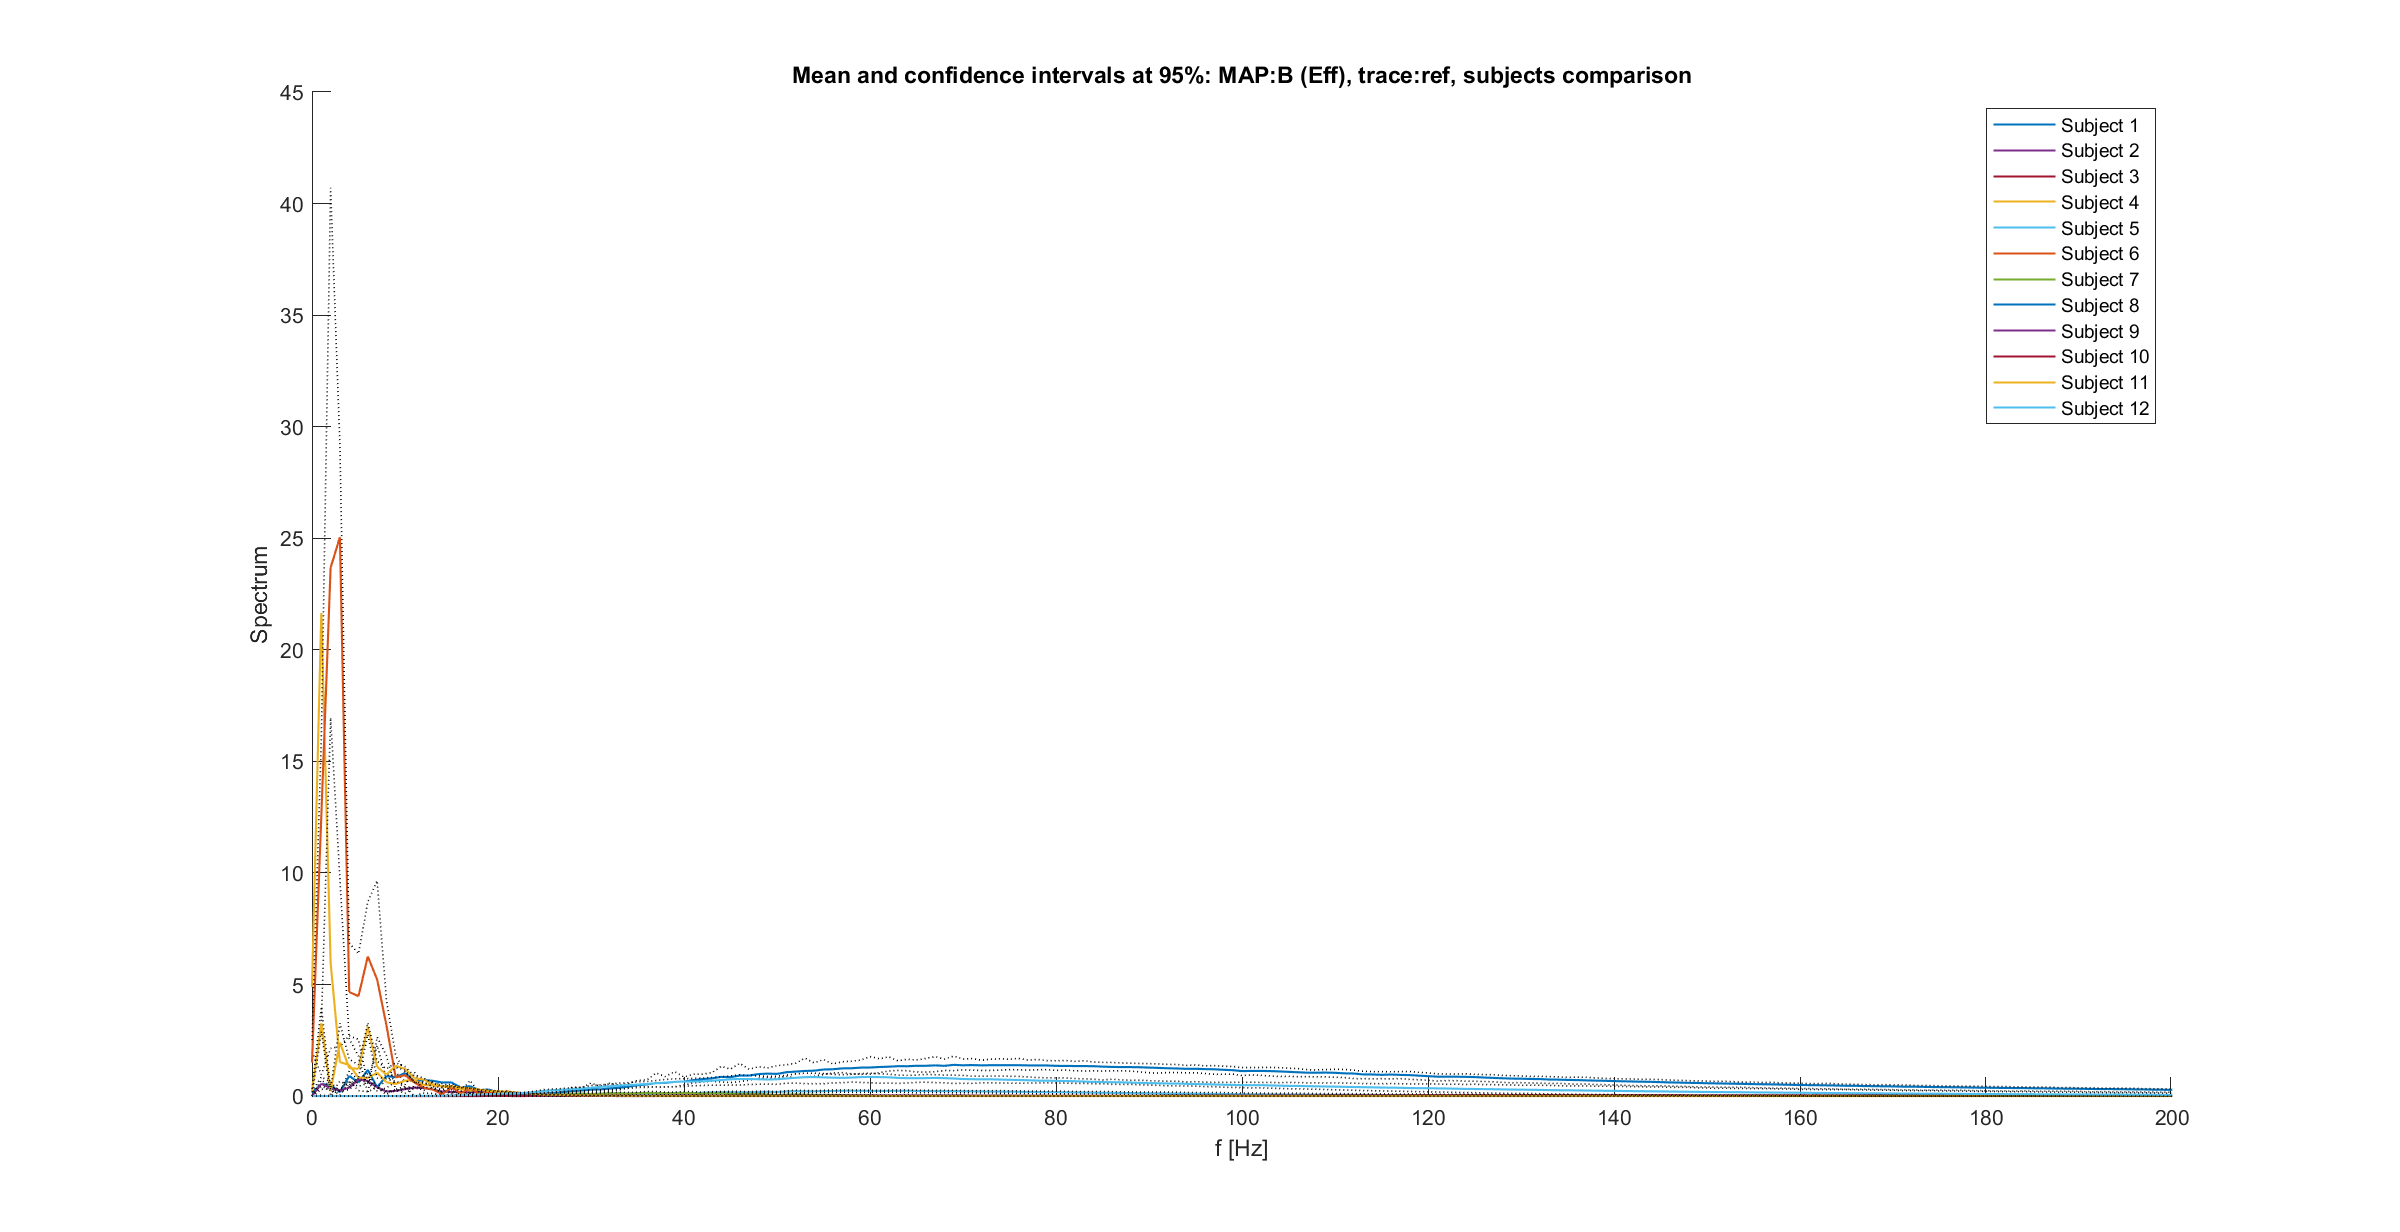 Mean and confidence intervals at 95%: MAP:B (Eff), trace:ref, subjects comparison
45
40
35
30
25
20
15
10
5
0
Spectrum
Subject 1
Subject 2
Subject 3
Subject 4
Subject 5
Subject 6
Subject 7
Subject 8
Subject 9
Subject 10
Subject 11
Subject 12
0 20 40 60 80 100 120 140 160 180 200
f [Hz]